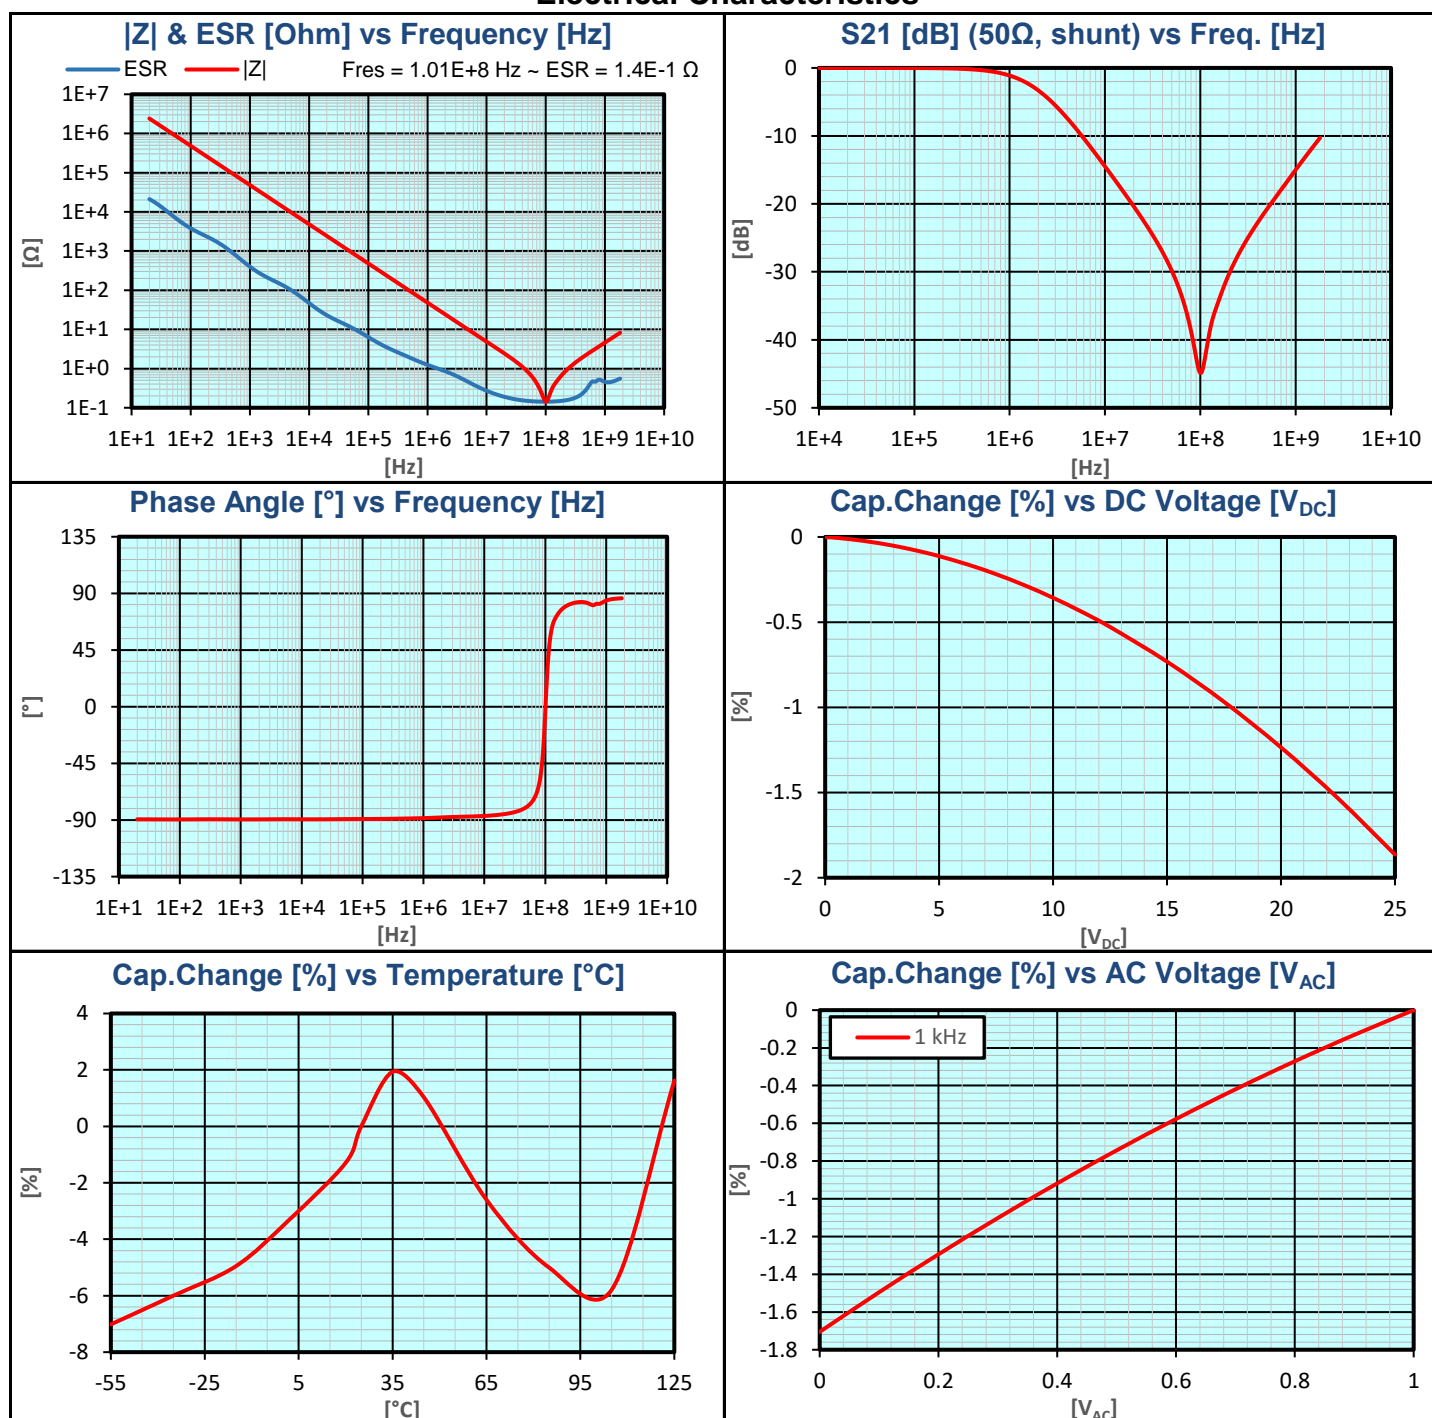 Electrical Characteristics
|Z| & ESR [Ohm] vs Frequency [Hz]
ESR |Z| Fres = 1.01E+8 Hz ~ ESR = 1.4E-1 Ω
1E+7
1E+6
1E+5
1E+4
1E+3
1E+2
1E+1
1E+0
1E-1
[Ω]
1E+1 1E+2 1E+3 1E+4 1E+5 1E+6 1E+7 1E+8 1E+9 1E+10
[Hz]
S21 [dB] (50Ω, shunt) vs Freq. [Hz]
0
-10
-20
-30
-40
-50
[dB]
1E+4 1E+5 1E+6 1E+7 1E+8 1E+9 1E+10
[Hz]
Phase Angle [°] vs Frequency [Hz]
135
90
45
0
-45
-90
-135
[°]
1E+1 1E+2 1E+3 1E+4 1E+5 1E+6 1E+7 1E+8 1E+9 1E+10
[Hz]
Cap.Change [%] vs DC Voltage [VDC]
0
-0.5
-1
-1.5
-2
[%]
0 5 10 15 20 25
[VDC]
Cap.Change [%] vs Temperature [°C]
4
2
0
-2
-4
-6
-8
[%]
-55 -25 5 35 65 95 125
[°C]
Cap.Change [%] vs AC Voltage [VAC]
1 kHz
0
-0.2
-0.4
-0.6
-0.8
-1
-1.2
-1.4
-1.6
-1.8
[%]
0 0.2 0.4 0.6 0.8 1
[VAC]